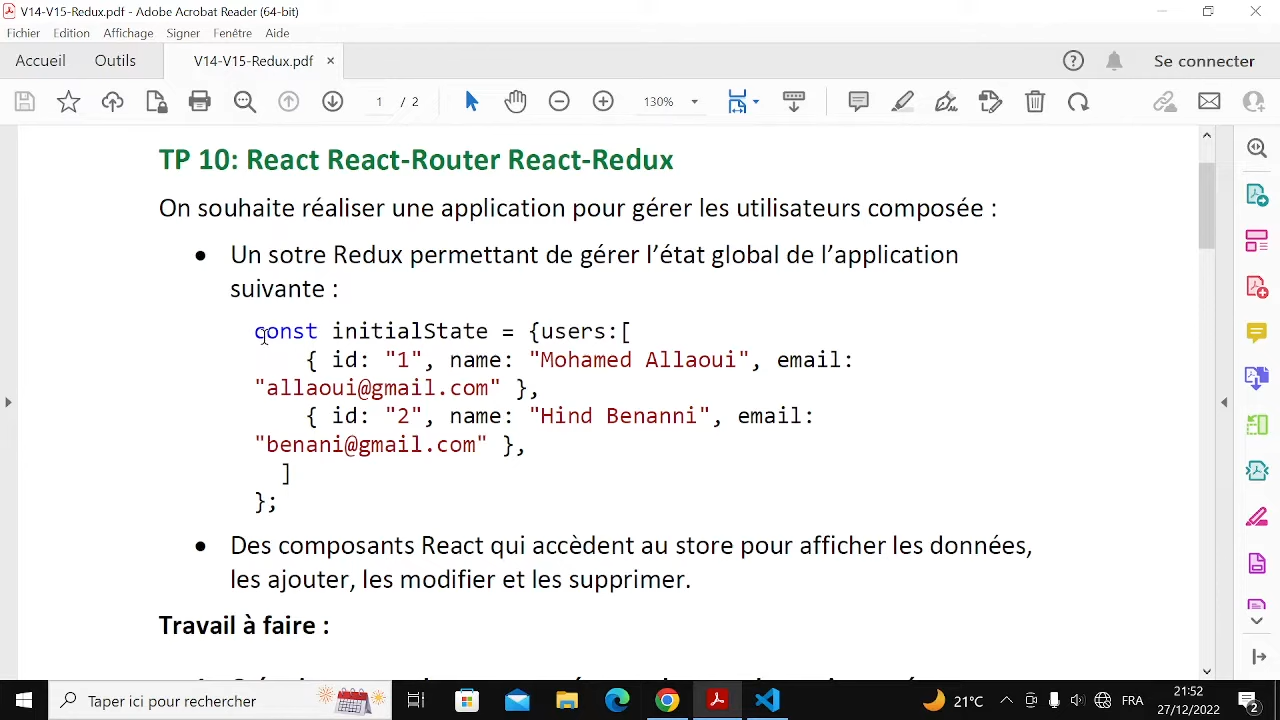 V14-V15-Redux.pdf - Adobe Acrobat Reader (64-bit)
Fichier Edition Affichage Signer Fenêtre Aide
Accueil Outils V14-V15-Redux.pdf × Se connecter
1 / 2 130%
TP 10: React React-Router React-Redux
On souhaite réaliser une application pour gérer les utilisateurs composée :
• Un sotre Redux permettant de gérer l’état global de l’application
suivante :
const initialState = {users:[
{ id: "1", name: "Mohamed Allaoui", email:
"allaoui@gmail.com" },
{ id: "2", name: "Hind Benanni", email:
"benani@gmail.com" },
]
};
• Des composants React qui accèdent au store pour afficher les données,
les ajouter, les modifier et les supprimer.
Travail à faire :
Taper ici pour rechercher
21°C FRA
21:52
27/12/2022
2